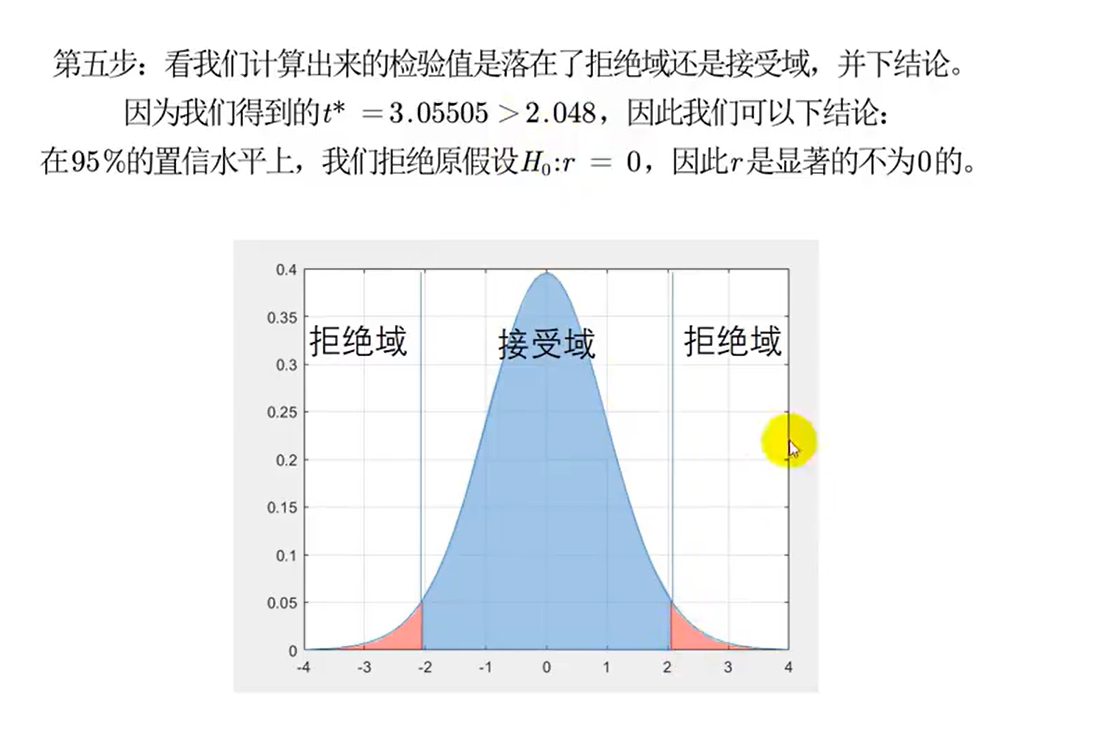 第五步：看我们计算出来的检验值是落在了拒绝域还是接受域，并下结论。
因为我们得到的t* =3.05505 >2.048，因此我们可以下结论：
在95%的置信水平上，我们拒绝原假设H₀:r = 0，因此r是显著的不为0的。
0.4
0.35
0.3
0.25
0.2
0.15
0.1
0.05
0
拒绝域 接受域 拒绝域
-4 -3 -2 -1 0 1 2 3 4